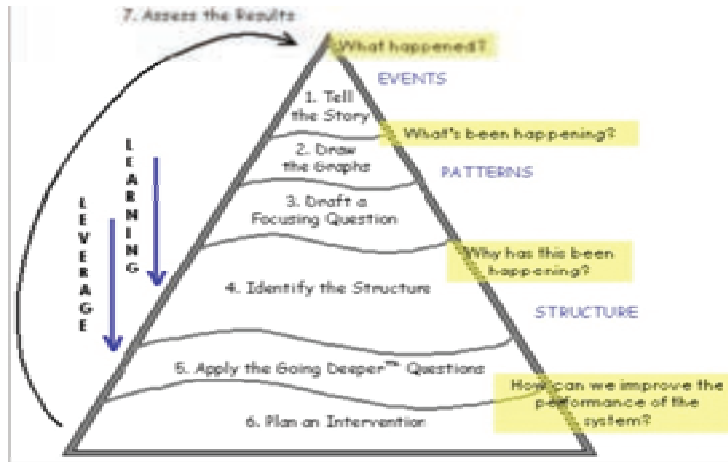 7. Assess the Results
What happened?
EVENTS
1. Tell
the Story
What's been happening?
2. Draw
the Graphs
PATTERNS
3. Draft a
Focusing Question
LEARNING
LEVERAGE
Why has this been
happening?
4. Identify the Structure
STRUCTURE
5. Apply the Going Deeper™ Questions
How can we improve the
performance of the
system?
6. Plan an Intervention